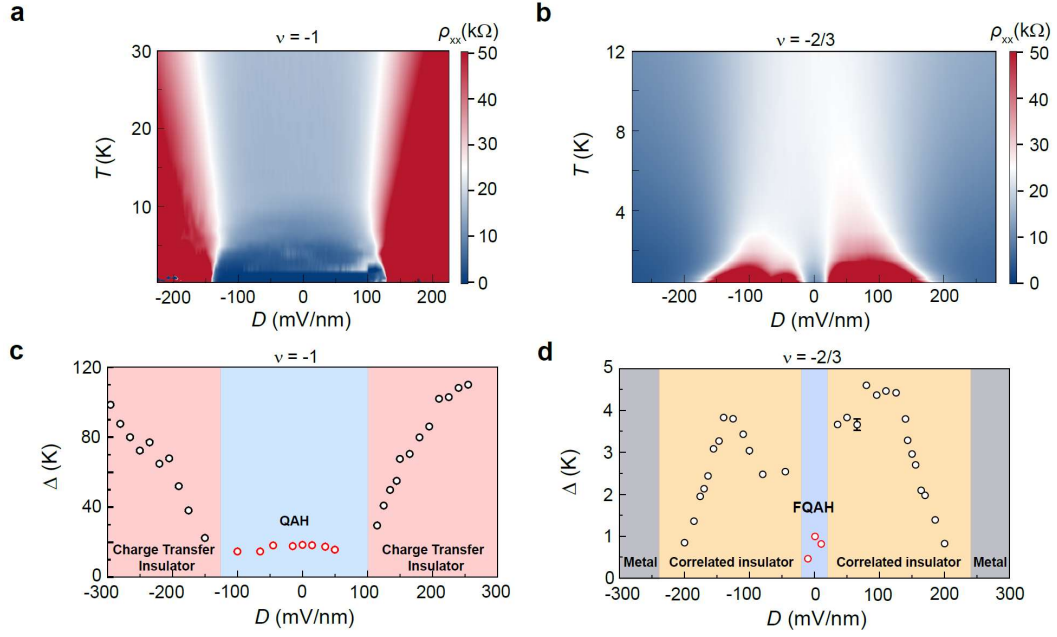 a
ν = -1
ρxx(kΩ)
30
20
10
T(K)
50
40
30
20
10
0
-200 -100 0 100 200
D (mV/nm)
b
ν = -2/3
ρxx(kΩ)
12
8
4
T(K)
50
40
30
20
10
0
-200 -100 0 100 200
D (mV/nm)
c
ν = -1
120
80
40
0
Δ (K)
QAH
Charge Transfer
Insulator
Charge Transfer
Insulator
-300 -200 -100 0 100 200 300
D (mV/nm)
d
ν = -2/3
5
4
3
2
1
0
Δ (K)
FQAH
Metal
Correlated insulator
Correlated insulator
Metal
-300 -200 -100 0 100 200 300
D (mV/nm)